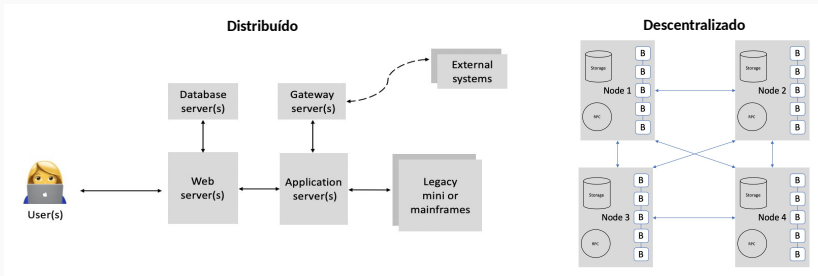 Distribuído
External
systems
Database
server(s)
Gateway
server(s)
User(s)
Web
server(s)
Application
server(s)
Legacy
mini or
mainframes
Descentralizado
Storage
Node 1
RPC
B
B
B
B
B
Storage
Node 2
RPC
B
B
B
B
B
Storage
Node 3
RPC
B
B
B
B
B
Storage
Node 4
RPC
B
B
B
B
B